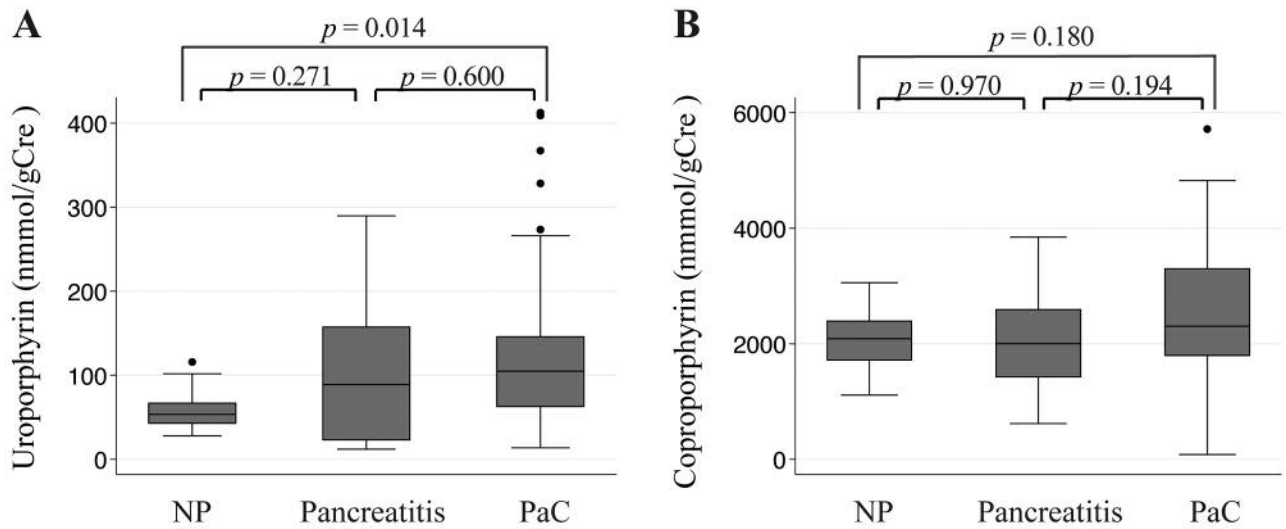 A
p = 0.014
p = 0.271
p = 0.600
Uroporphyrin (nmmol/gCre )
400
300
200
100
0
NP
Pancreatitis
PaC
B
p = 0.180
p = 0.970
p = 0.194
Coproporphyrin (nmmol/gCre )
6000
4000
2000
0
NP
Pancreatitis
PaC